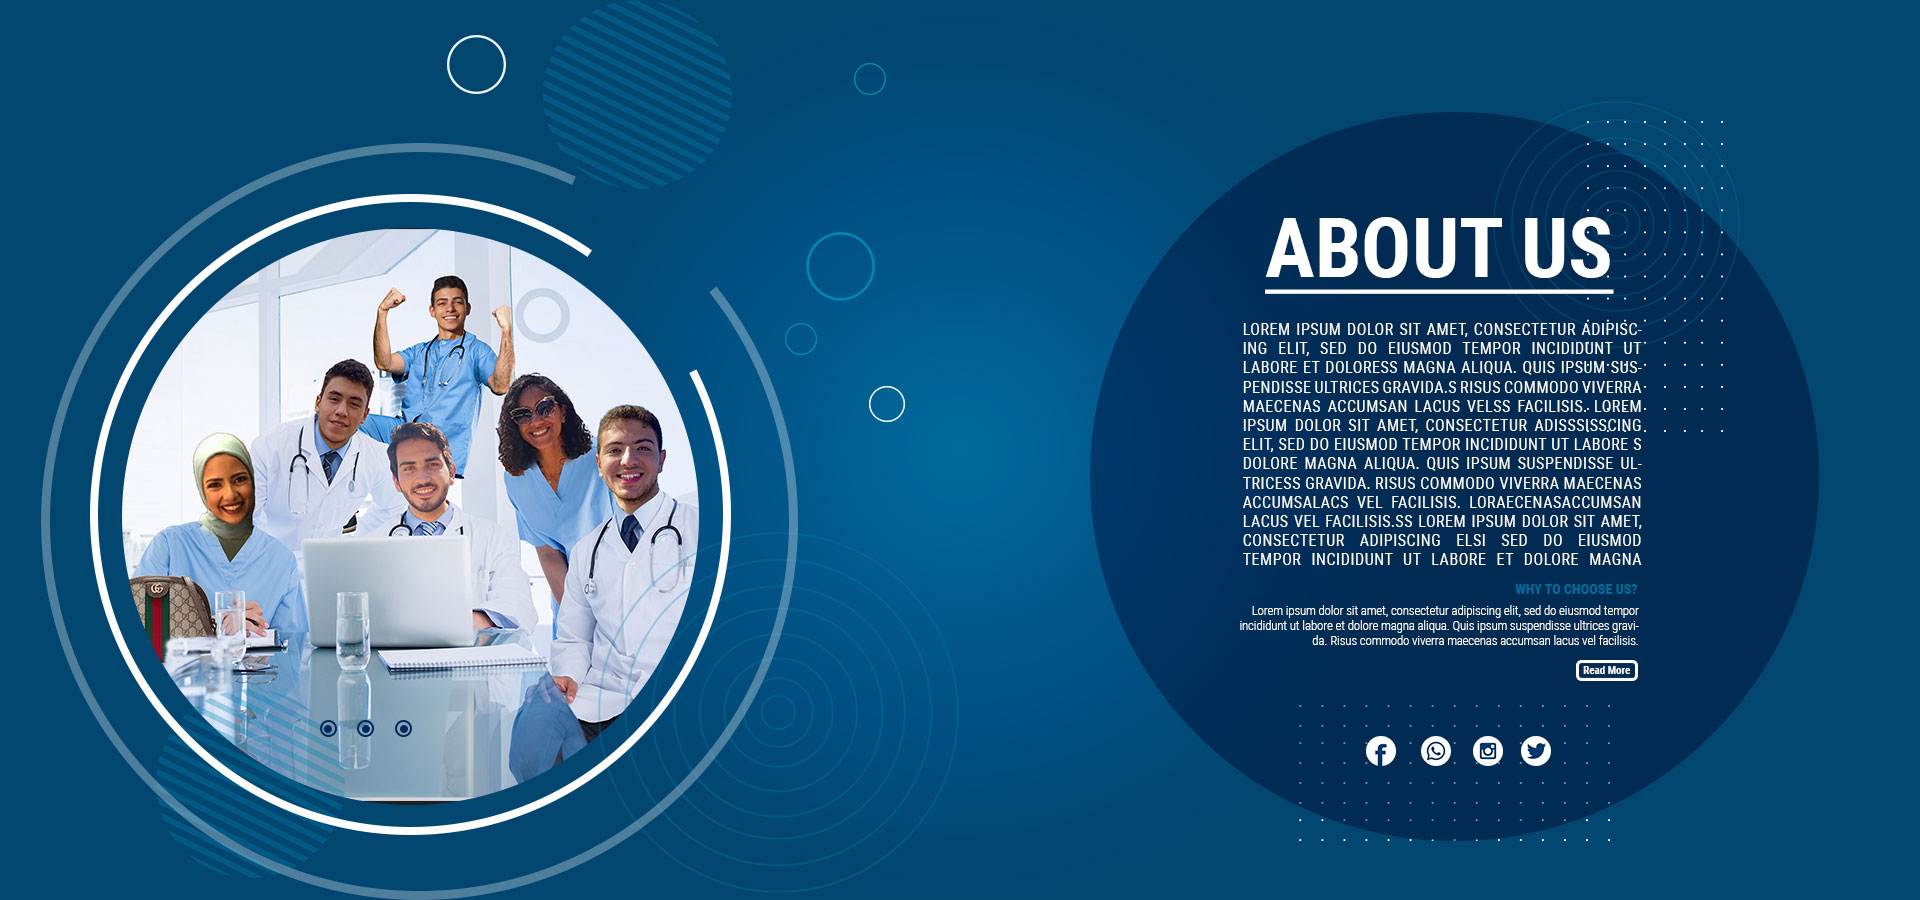 ABOUT US
LOREM IPSUM DOLOR SIT AMET, CONSECTETUR ADIPISC-
ING ELIT, SED DO EIUSMOD TEMPOR INCIDIDUNT UT
LABORE ET DOLORESS MAGNA ALIQUA. QUIS IPSUM SUS-
PENDISSE ULTRICES GRAVIDA.S RISUS COMMODO VIVERRA
MAECENAS ACCUMSAN LACUS VELSS FACILISIS. LOREM
IPSUM DOLOR SIT AMET, CONSECTETUR ADISSSISSCING
ELIT, SED DO EIUSMOD TEMPOR INCIDIDUNT UT LABORE S
DOLORE MAGNA ALIQUA. QUIS IPSUM SUSPENDISSE UL-
TRICESS GRAVIDA. RISUS COMMODO VIVERRA MAECENAS
ACCUMSALACS VEL FACILISIS. LORAECENASACCUMSAN
LACUS VEL FACILISIS.SS LOREM IPSUM DOLOR SIT AMET,
CONSECTETUR ADIPISCING ELSI SED DO EIUSMOD
TEMPOR INCIDIDUNT UT LABORE ET DOLORE MAGNA
WHY TO CHOOSE US?
Lorem ipsum dolor sit amet, consectetur adipiscing elit, sed do eiusmod tempor
incididunt ut labore et dolore magna aliqua. Quis ipsum suspendisse ultrices gravi-
da. Risus commodo viverra maecenas accumsan lacus vel facilisis.
Read More